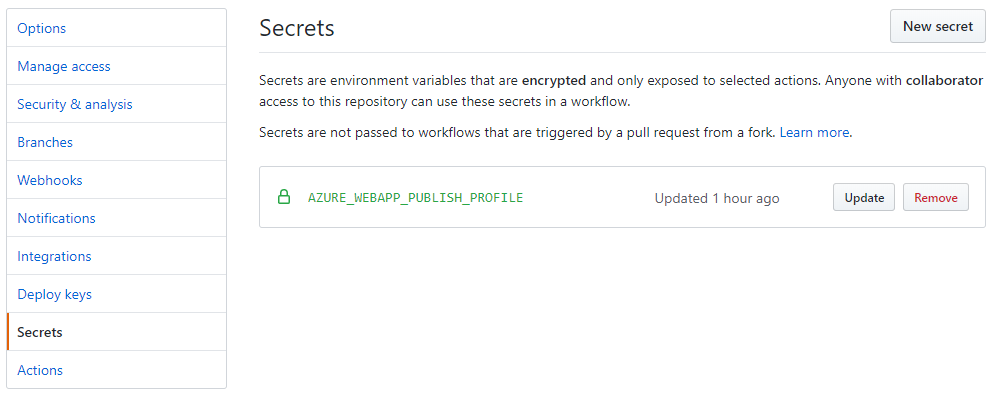 Options
Manage access
Security & analysis
Branches
Webhooks
Notifications
Integrations
Deploy keys
Secrets
Actions
Secrets
New secret
Secrets are environment variables that are encrypted and only exposed to selected actions. Anyone with collaborator
access to this repository can use these secrets in a workflow.
Secrets are not passed to workflows that are triggered by a pull request from a fork. Learn more.
AZURE_WEBAPP_PUBLISH_PROFILE
Updated 1 hour ago
Update
Remove